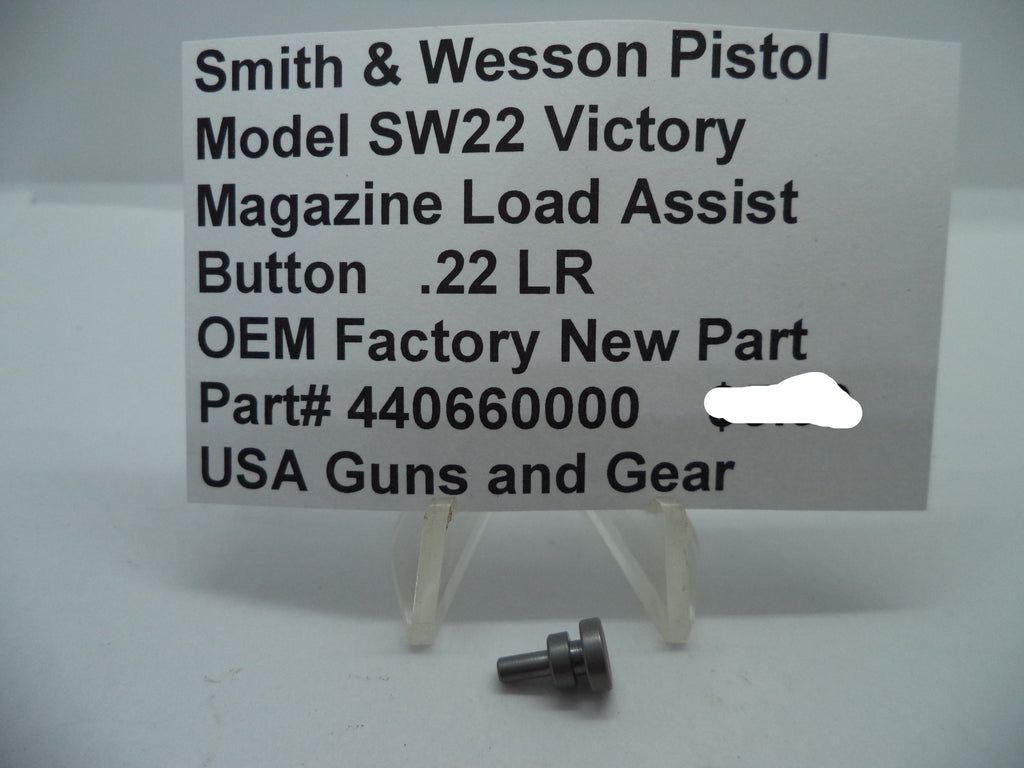 Smith & Wesson Pistol
Model SW22 Victory
Magazine Load Assist
Button .22 LR
OEM Factory New Part
Part# 440660000
USA Guns and Gear